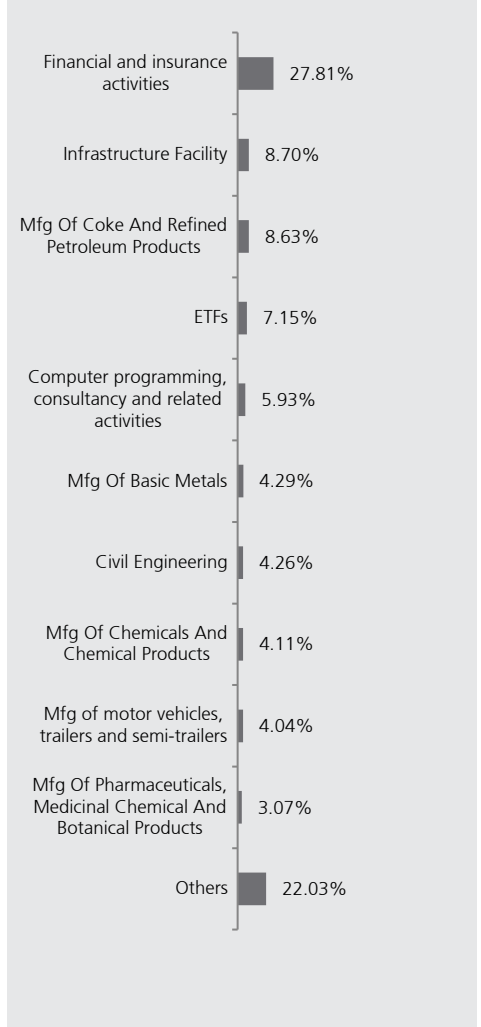 Financial and insurance
activities
27.81%
Infrastructure Facility
8.70%
Mfg Of Coke And Refined
Petroleum Products
8.63%
ETFs
7.15%
Computer programming,
consultancy and related
activities
5.93%
Mfg Of Basic Metals
4.29%
Civil Engineering
4.26%
Mfg Of Chemicals And
Chemical Products
4.11%
Mfg of motor vehicles,
trailers and semi-trailers
4.04%
Mfg Of Pharmaceuticals,
Medicinal Chemical And
Botanical Products
3.07%
Others
22.03%